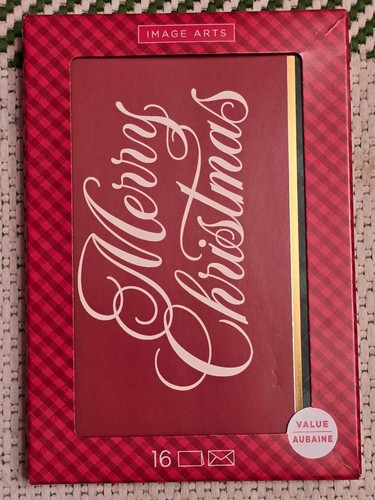 IMAGE ARTS
Merry
Christmas
VALUE
AUBAINE
16